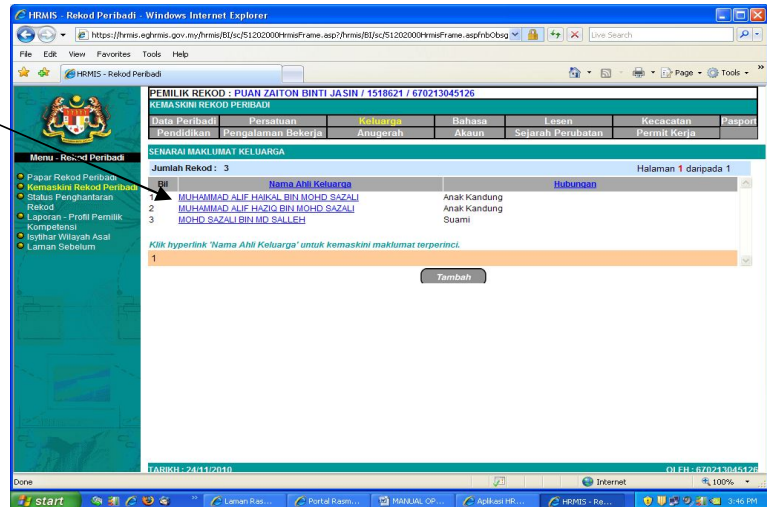 HRMIS - Rekod Peribadi - Windows Internet Explorer
https://hrmis.eghrmis.gov.my/hrmis/BI/sc/51202000HrmisFrame.asp?/hrmis/BI/sc/51202000HrmisFrame.aspfnbObsg
Live Search
File Edit View Favorites Tools Help
HRMIS - Rekod Peribadi
Page Tools
PEMILIK REKOD : PUAN ZAITON BINTI JASIN / 1518621 / 670213045126
KEMASKINI REKOD PERIBADI
Data Peribadi Persatuan Keluarga Bahasa Lesen Kecacatan Pasport
Pendidikan Pengalaman Bekerja Anugerah Akaun Sejarah Perubatan Permit Kerja
Menu - Rekod Peribadi
Papar Rekod Peribadi
Kemaskini Rekod Peribadi
Status Penghantaran
Rekod
Laporan - Profil Pemilik
Kompetensi
Isytihar Wilayah Asal
Laman Sebelum
SENARAI MAKLUMAT KELUARGA
Jumlah Rekod : 3 Halaman 1 daripada 1
Bil Nama Ahli Keluarga Hubungan
1 MUHAMMAD ALIF HAIKAL BIN MOHD SAZALI Anak Kandung
2 MUHAMMAD ALIF HAZIQ BIN MOHD SAZALI Anak Kandung
3 MOHD SAZALI BIN MD SALLEH Suami
Klik hyperlink 'Nama Ahli Keluarga' untuk kemaskini maklumat terperinci.
1
Tambah
TARIKH : 24/11/2010 OLEH : 670213045126
Done Internet 100%
start Laman Ras... Portal Rasm... MANUAL OP... Aplikasi HR... HRMIS - Re... 3:46 PM